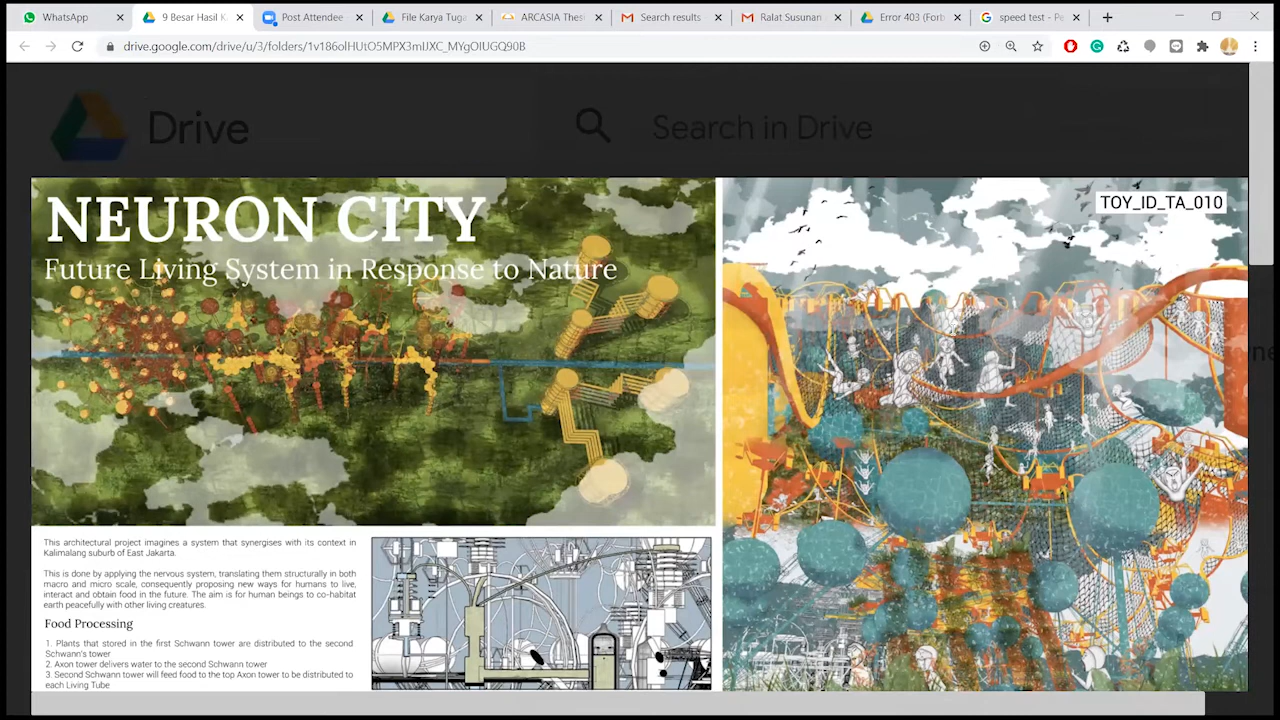 WhatsApp
9 Besar Hasil K
Post Attendee
File Karya Tuga
ARCASIA Thesi
Search results
Ralat Susunan
Error 403 (Forb
speed test - Pe
drive.google.com/drive/u/3/folders/
Drive
Search in Drive
NEURON CITY
Future Living System in Response to Nature
TOY_ID_TA_010
This architectural project imagines a system that synergises with its context in
Kalimalang suburb of East Jakarta.
This is done by applying the nervous system, translating them structurally in both
macro and micro scale, consequently proposing new ways for humans to live,
interact and obtain food in the future. The aim is for human beings to co-habitat
earth peacefully with other living creatures.
Food Processing
1. Plants that stored in the first Schwann tower are distributed to the second
Schwann's tower
2. Axon tower delivers water to the second Schwann tower
3. Second Schwann tower will feed food to the top Axon tower to be distributed to
each Living Tube